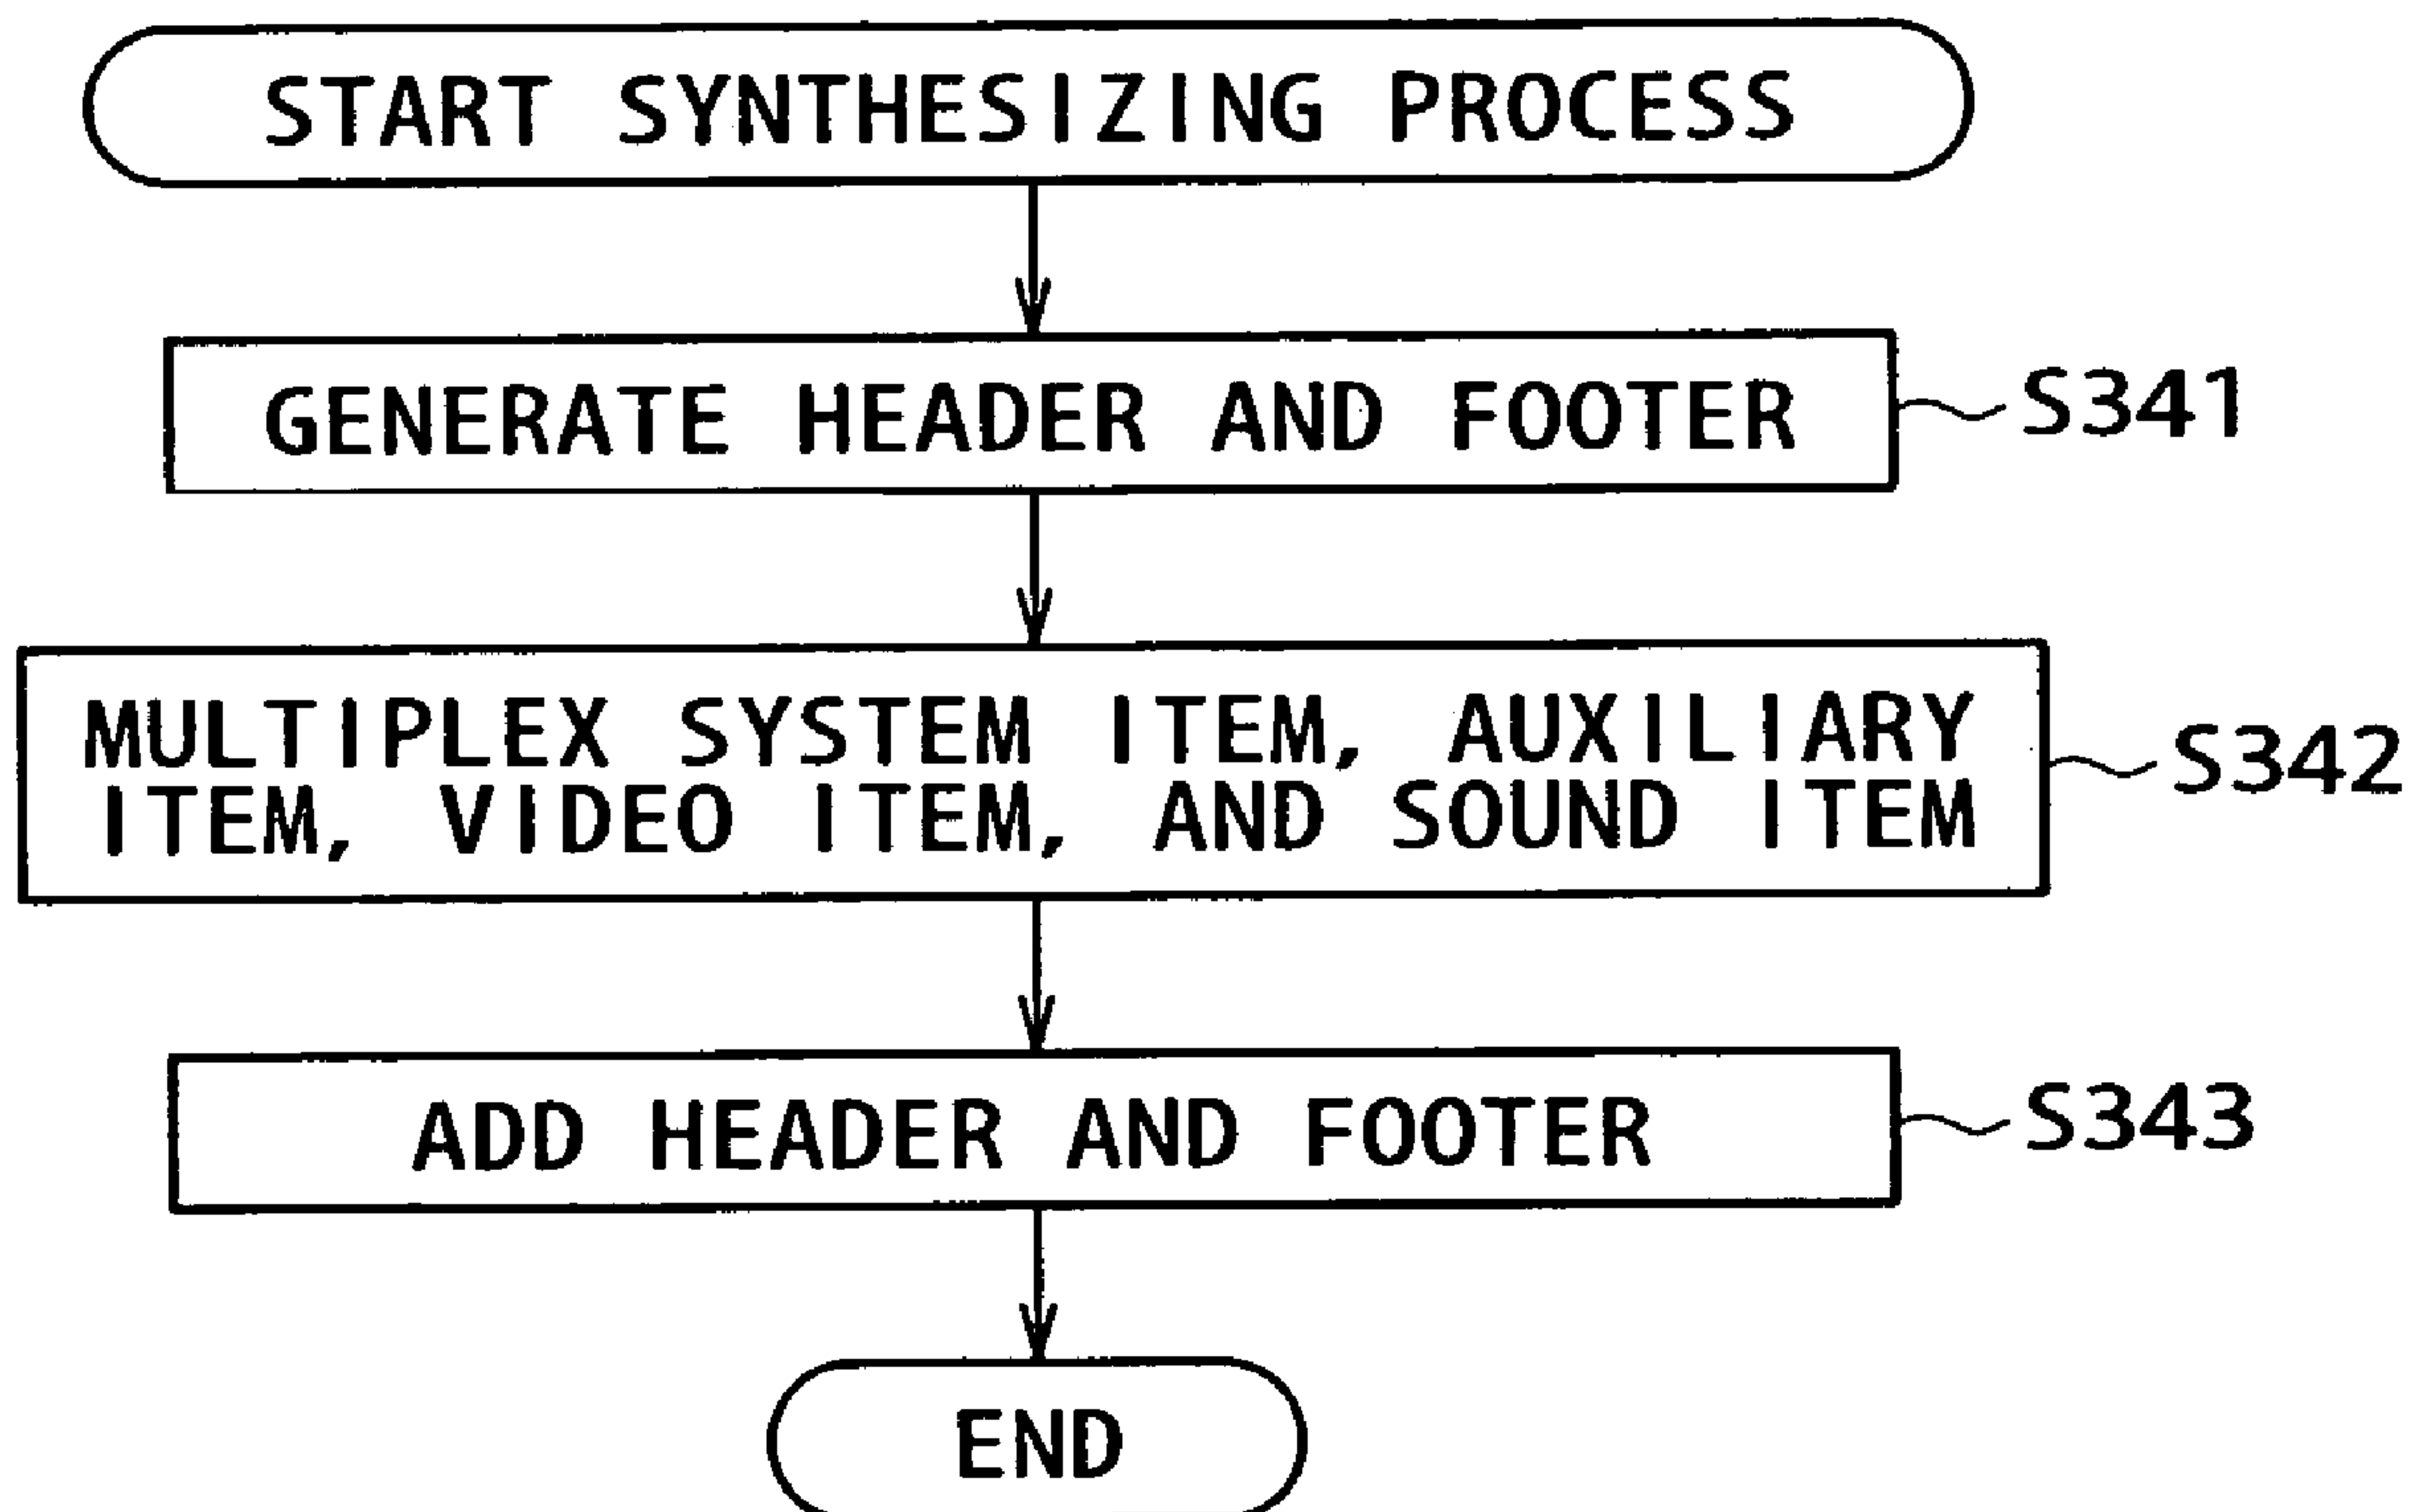 START SYNTHESIZING PROCESS
GENERATE HEADER AND FOOTER
S341
MULTIPLEX SYSTEM ITEM, AUXILIARY
ITEM, VIDEO ITEM, AND SOUND ITEM
S342
ADD HEADER AND FOOTER
S343
END